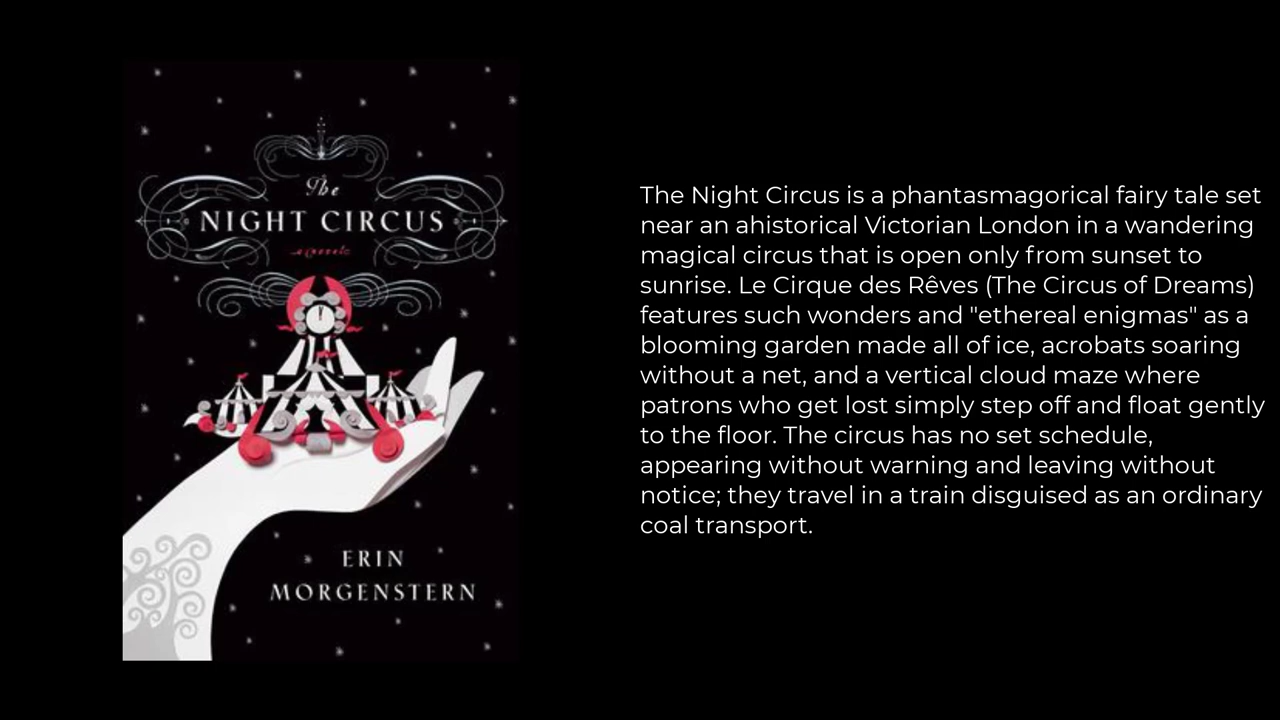 The
NIGHT CIRCUS
a novel
ERIN
MORGENSTERN
The Night Circus is a phantasmagorical fairy tale set
near an ahistorical Victorian London in a wandering
magical circus that is open only from sunset to
sunrise. Le Cirque des Rêves (The Circus of Dreams)
features such wonders and "ethereal enigmas" as a
blooming garden made all of ice, acrobats soaring
without a net, and a vertical cloud maze where
patrons who get lost simply step off and float gently
to the floor. The circus has no set schedule,
appearing without warning and leaving without
notice; they travel in a train disguised as an ordinary
coal transport.